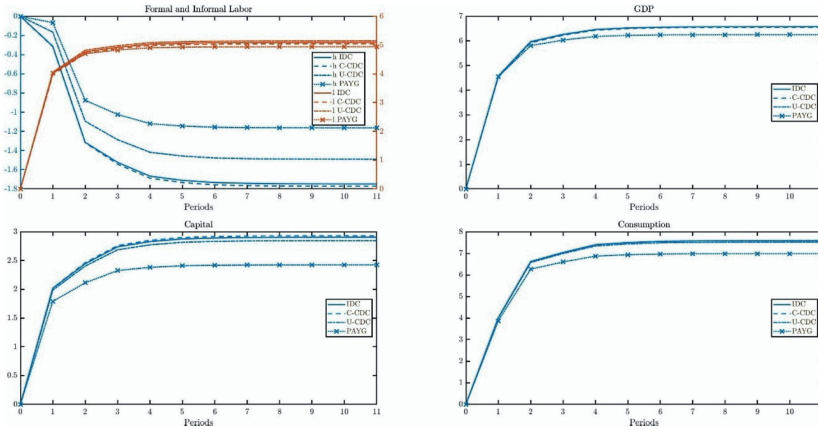 Formal and Informal Labor
0
-0.2
-0.4
-0.6
-0.8
-1
-1.2
-1.4
-1.6
-1.8
6
5
4
3
2
1
0
h IDC
h C-CDC
h U-CDC
h PAYG
l IDC
l C-CDC
l U-CDC
l PAYG
0 1 2 3 4 5 6 7 8 9 10 11
Periods
GDP
7
6
5
4
3
2
1
0
IDC
C-CDC
U-CDC
PAYG
0 1 2 3 4 5 6 7 8 9 10
Periods
Capital
3
2.5
2
1.5
1
0.5
0
IDC
C-CDC
U-CDC
PAYG
0 1 2 3 4 5 6 7 8 9 10 11
Periods
Consumption
8
7
6
5
4
3
2
1
0
IDC
C-CDC
U-CDC
PAYG
0 1 2 3 4 5 6 7 8 9 10
Periods